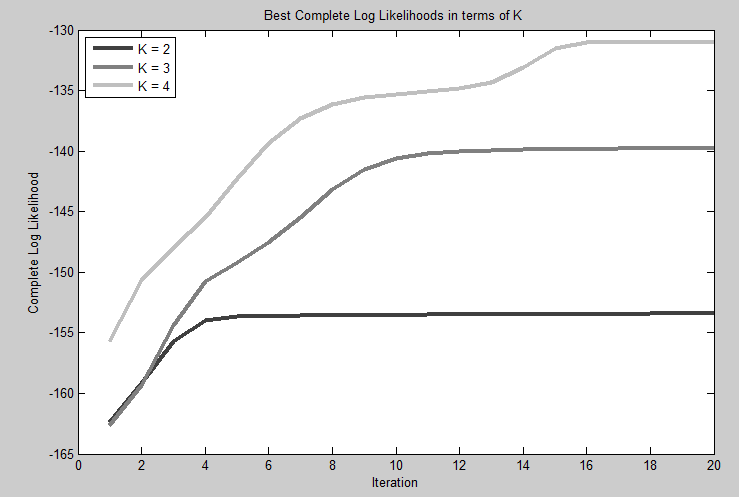 Best Complete Log Likelihoods in terms of K
-130
-135
-140
-145
-150
-155
-160
-165
Complete Log Likelihood
K = 2
K = 3
K = 4
0 2 4 6 8 10 12 14 16 18 20
Iteration